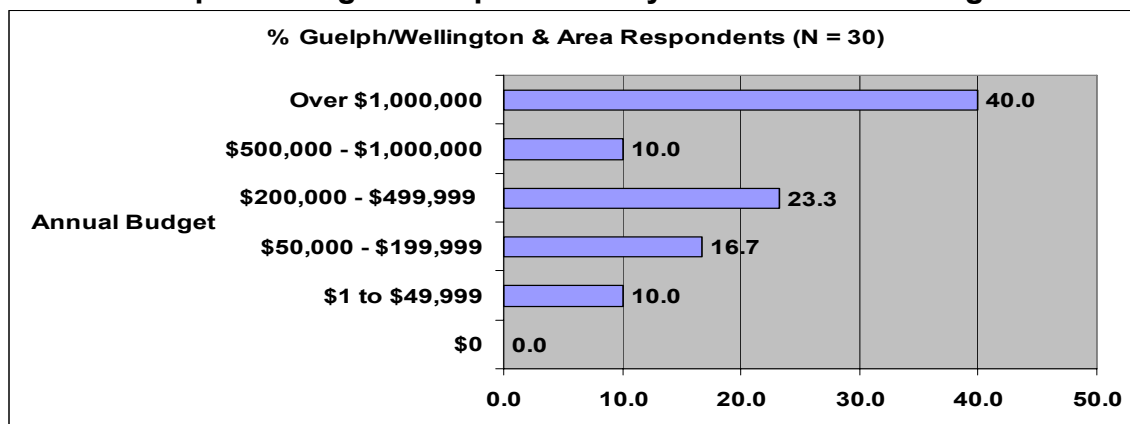 % Guelph/Wellington & Area Respondents (N = 30)
Over $1,000,000 40.0
$500,000 - $1,000,000 10.0
$200,000 - $499,999 23.3
Annual Budget
$50,000 - $199,999 16.7
$1 to $49,999 10.0
$0 0.0
0.0 10.0 20.0 30.0 40.0 50.0